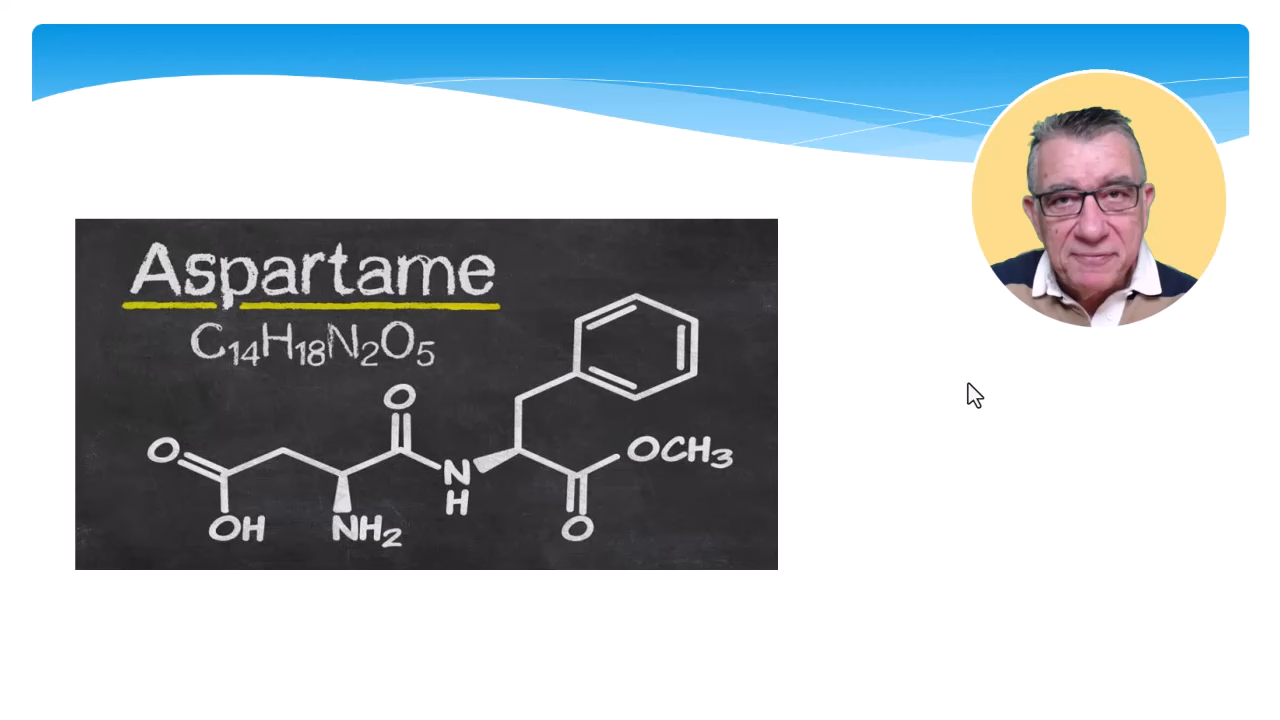 Aspartame
C₁₄H₁₈N₂O₅
O
O
OCH₃
N
H
OH
NH₂
O